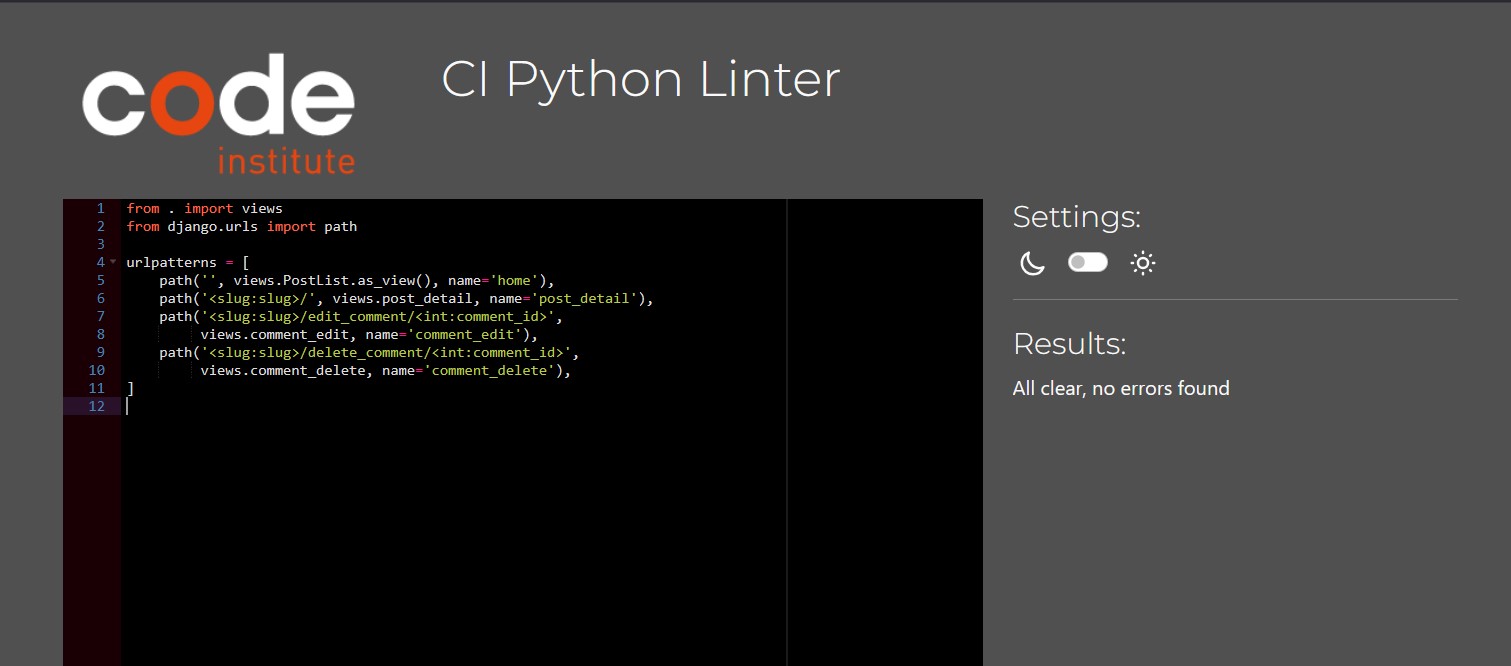 code
institute
CI Python Linter
1 from . import views
2 from django.urls import path
3
4 urlpatterns = [
5     path('', views.PostList.as_view(), name='home'),
6     path('<slug:slug>/', views.post_detail, name='post_detail'),
7     path('<slug:slug>/edit_comment/<int:comment_id>',
8          views.comment_edit, name='comment_edit'),
9     path('<slug:slug>/delete_comment/<int:comment_id>',
10          views.comment_delete, name='comment_delete'),
11 ]
12
Settings:
Results:
All clear, no errors found